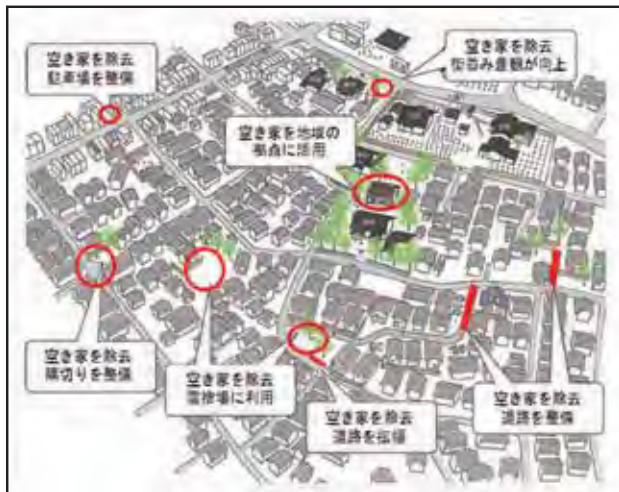 空き家を除去
駐車場を整備
空き家を除去
街並み景観が向上
空き家を地域の
拠点に活用
空き家を除去
隅切りを整備
空き家を除去
雪捨場に利用
空き家を除去
道路を拡幅
空き家を除去
道路を整備